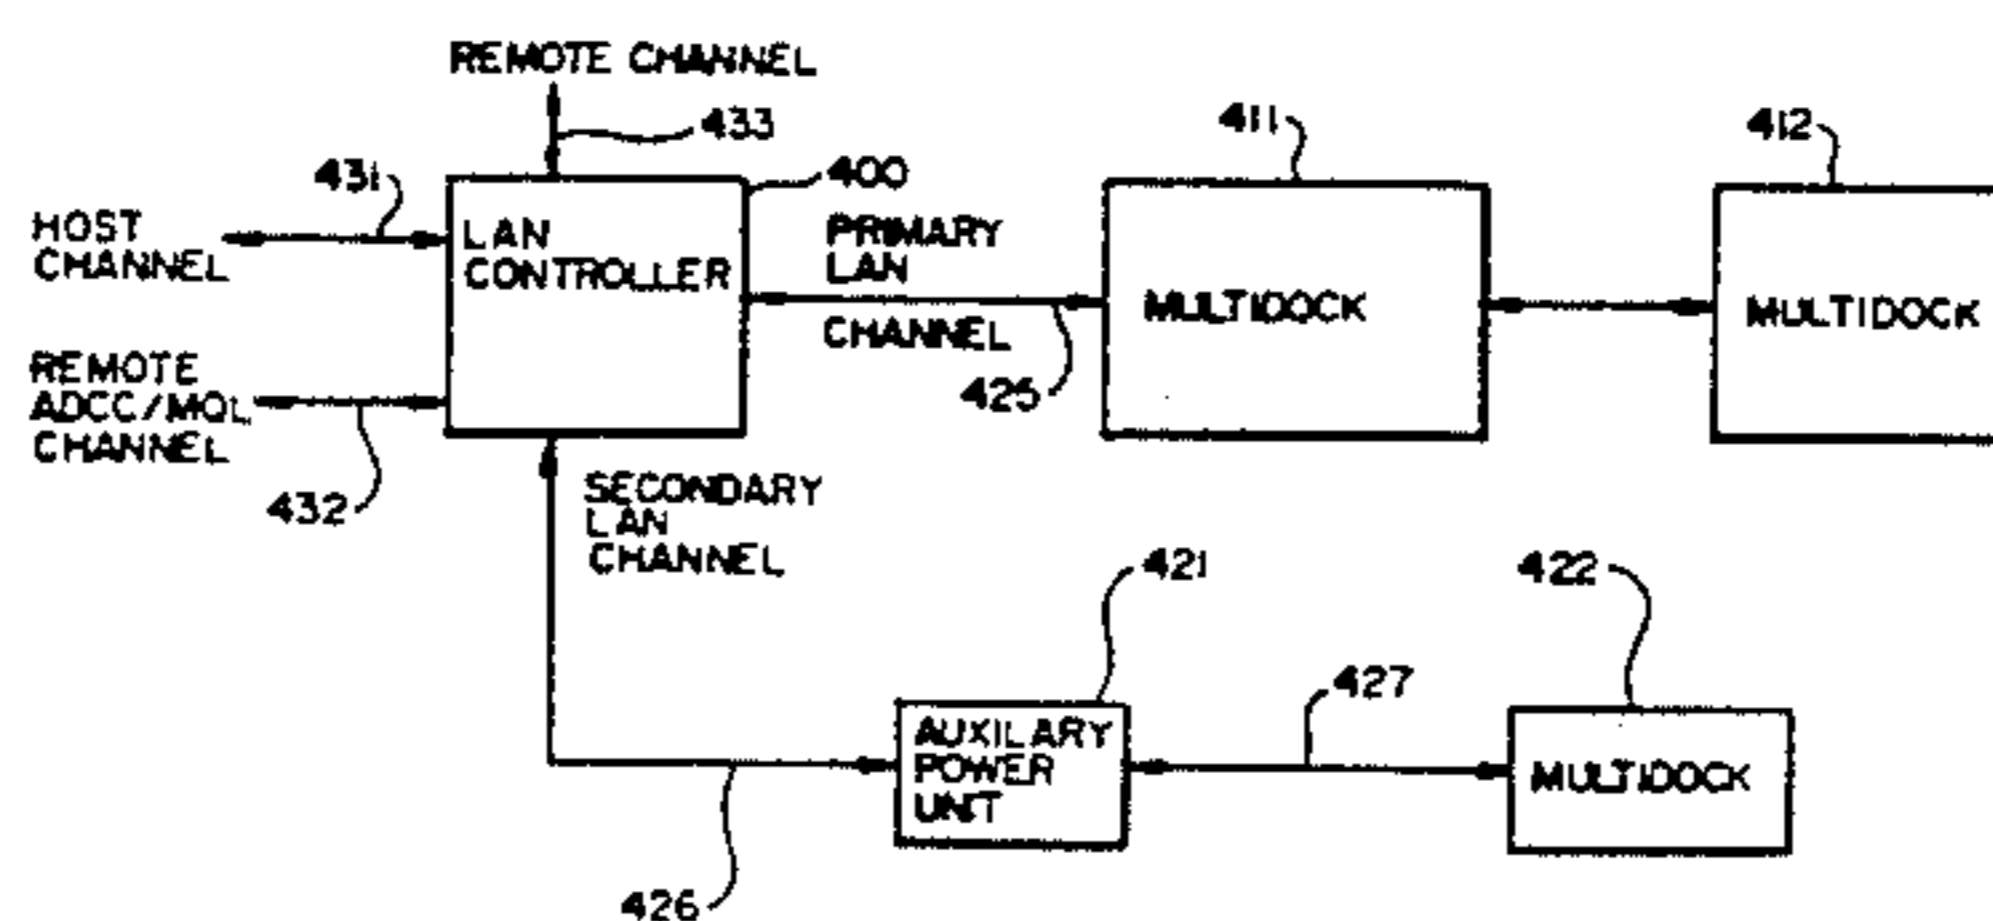 REMOTE CHANNEL
433
431
400
411
412
HOST
CHANNEL
LAN
CONTROLLER
PRIMARY
LAN
CHANNEL
425
MULTIDOCK
MULTIDOCK
REMOTE
ADCC/MQL
CHANNEL
432
SECONDARY
LAN
CHANNEL
421
422
427
AUXILARY
POWER
UNIT
MULTIDOCK
426